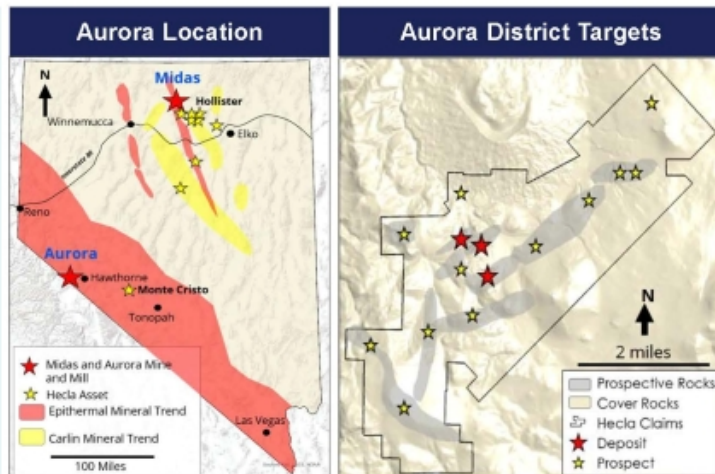 Aurora Location
N
Midas
Hollister
Winnemucca
Elko
Interstate 80
Reno
Aurora
Hawthorne
Monte Cristo
Tonopah
Las Vegas
Midas and Aurora Mine
and Mill
Hecla Asset
Epithermal Mineral Trend
Carlin Mineral Trend
100 Miles
Aurora District Targets
N
2 miles
Prospective Rocks
Cover Rocks
Hecla Claims
Deposit
Prospect